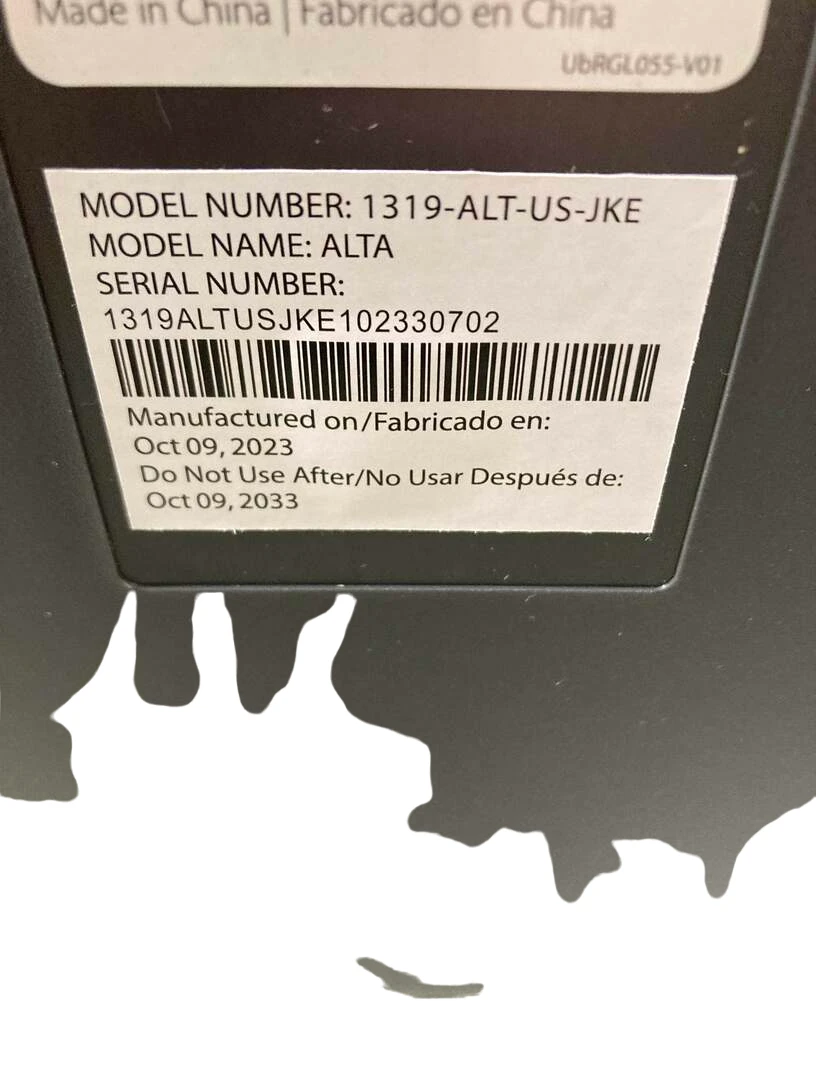 Made in China | Fabricado en China
UbRGL055-V01
MODEL NUMBER: 1319-ALT-US-JKE
MODEL NAME: ALTA
SERIAL NUMBER:
1319ALTUSJKE102330702
Manufactured on/Fabricado en:
Oct 09, 2023
Do Not Use After/No Usar Después de:
Oct 09, 2033